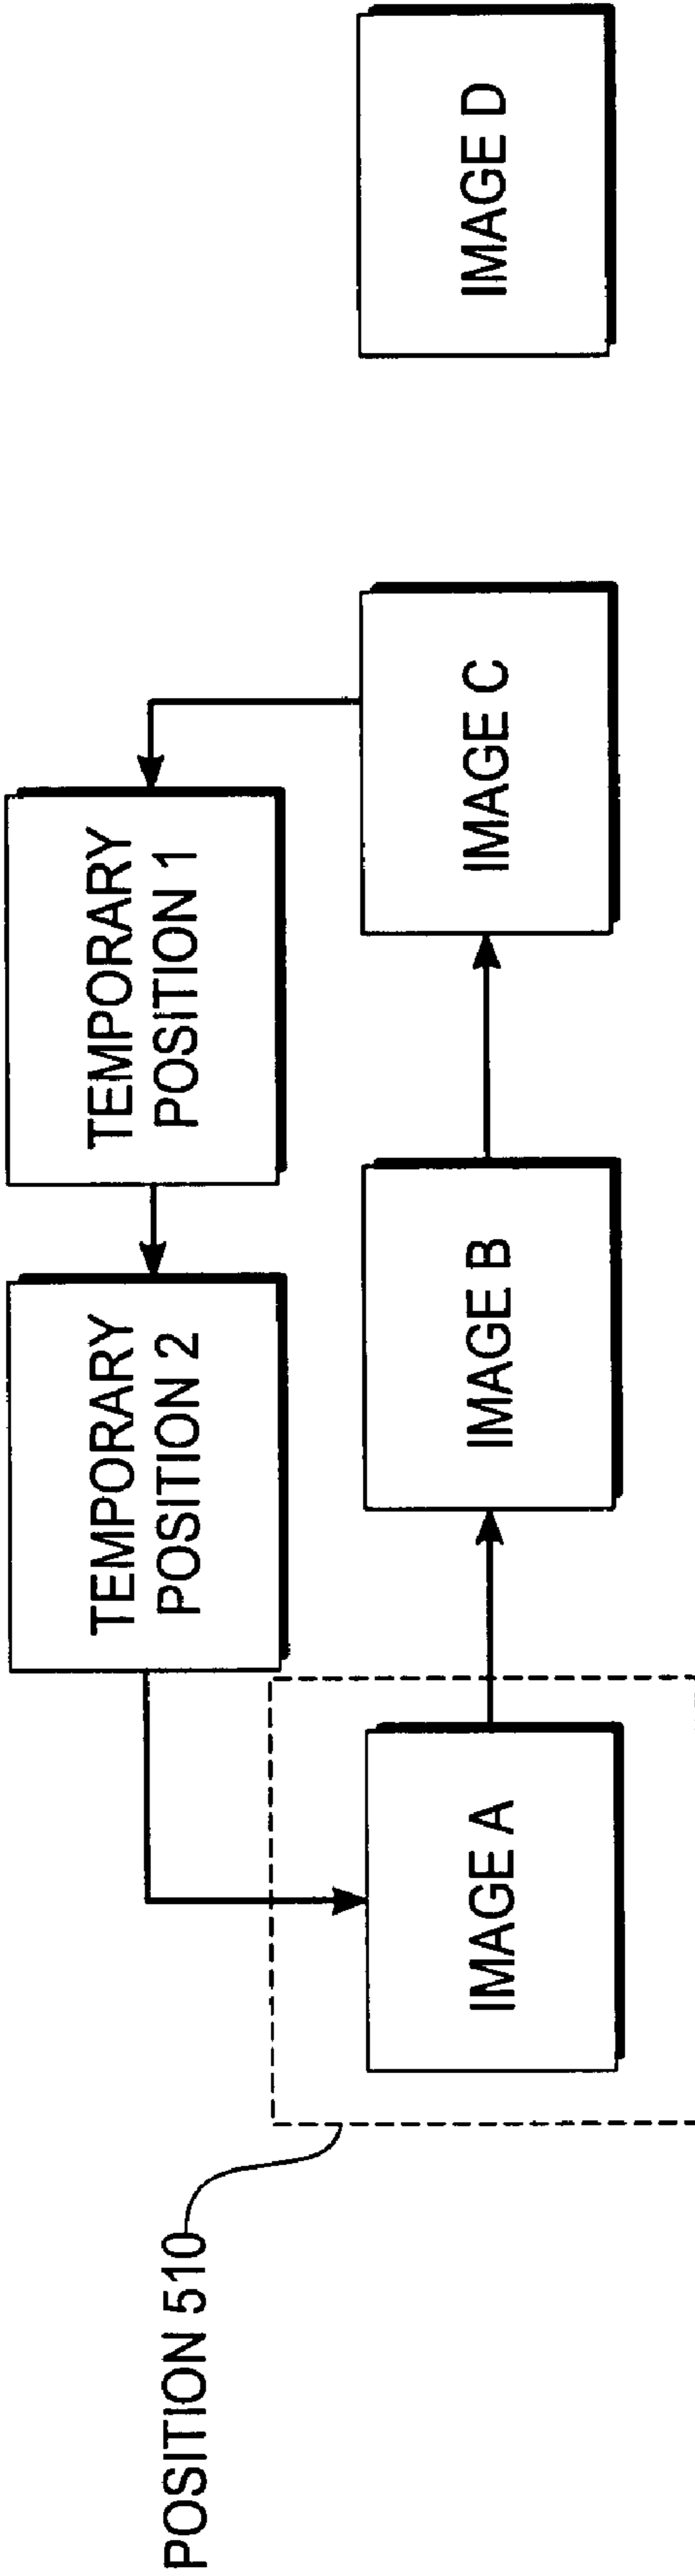 TEMPORARY
POSITION 2
TEMPORARY
POSITION 1
POSITION 510
IMAGE A
IMAGE B
IMAGE C
IMAGE D